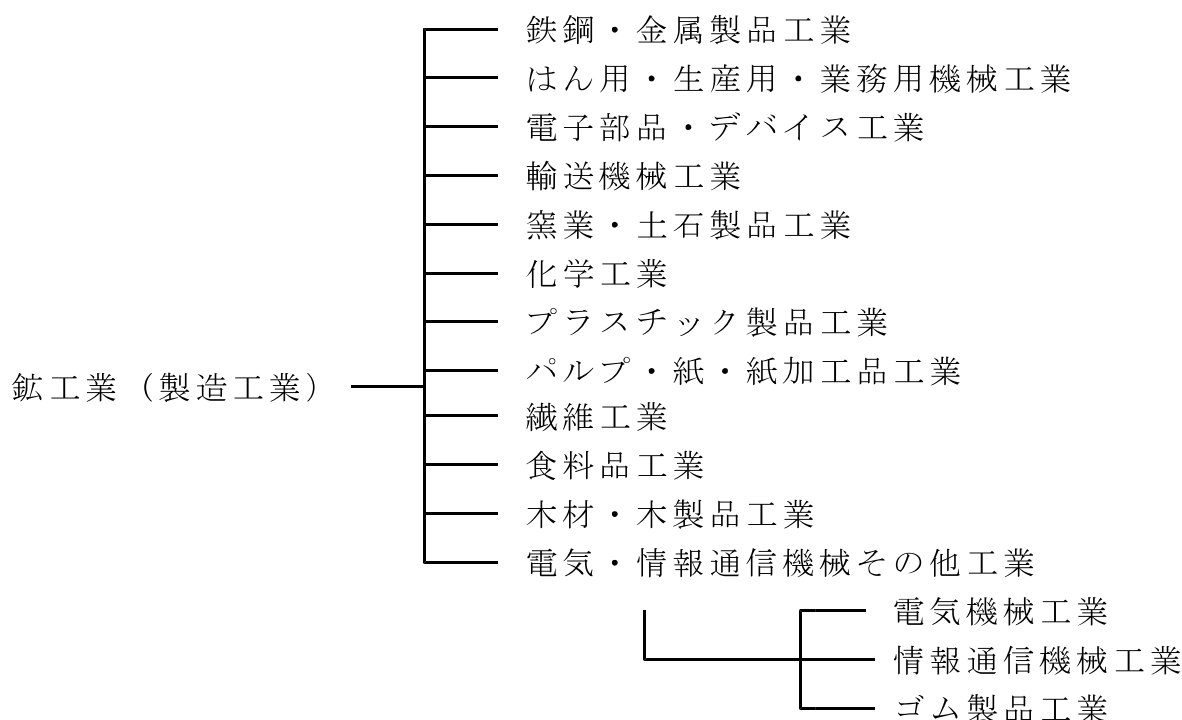 鉄鋼・金属製品工業
はん用・生産用・業務用機械工業
電子部品・デバイス工業
輸送機械工業
窯業・土石製品工業
化学工業
プラスチック製品工業
パルプ・紙・紙加工品工業
鉱工業（製造工業）
繊維工業
食料品工業
木材・木製品工業
電気・情報通信機械その他工業
電気機械工業
情報通信機械工業
ゴム製品工業